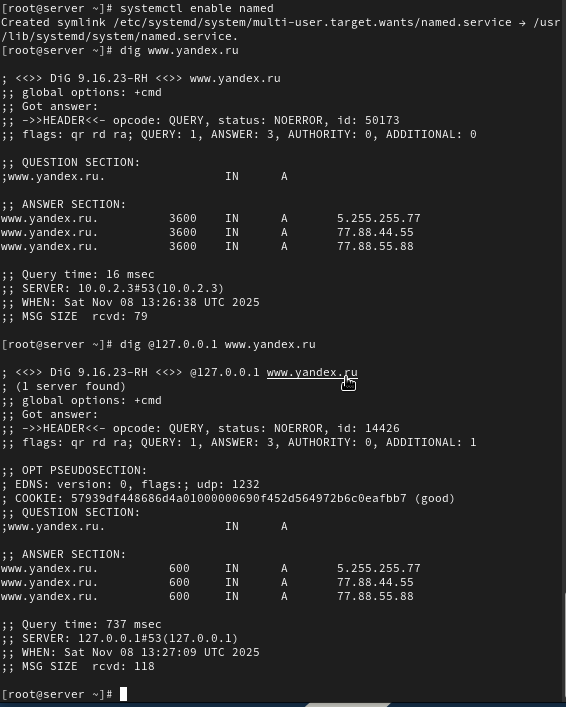 [root@server ~]# systemctl enable named
Created symlink /etc/systemd/system/multi-user.target.wants/named.service → /usr
/lib/systemd/system/named.service.
[root@server ~]# dig www.yandex.ru
; <<>> DiG 9.16.23-RH <<>> www.yandex.ru
;; global options: +cmd
;; Got answer:
;; ->>HEADER<<- opcode: QUERY, status: NOERROR, id: 50173
;; flags: qr rd ra; QUERY: 1, ANSWER: 3, AUTHORITY: 0, ADDITIONAL: 0
;; QUESTION SECTION:
;www.yandex.ru. IN A
;; ANSWER SECTION:
www.yandex.ru. 3600 IN A 5.255.255.77
www.yandex.ru. 3600 IN A 77.88.44.55
www.yandex.ru. 3600 IN A 77.88.55.88
;; Query time: 16 msec
;; SERVER: 10.0.2.3#53(10.0.2.3)
;; WHEN: Sat Nov 08 13:26:38 UTC 2025
;; MSG SIZE rcvd: 79
[root@server ~]# dig @127.0.0.1 www.yandex.ru
; <<>> DiG 9.16.23-RH <<>> @127.0.0.1 www.yandex.ru
; (1 server found)
;; global options: +cmd
;; Got answer:
;; ->>HEADER<<- opcode: QUERY, status: NOERROR, id: 14426
;; flags: qr rd ra; QUERY: 1, ANSWER: 3, AUTHORITY: 0, ADDITIONAL: 1
;; OPT PSEUDOSECTION:
; EDNS: version: 0, flags:; udp: 1232
; COOKIE: 57939df448686d4a01000000690f452d564972b6c0eafbb7 (good)
;; QUESTION SECTION:
;www.yandex.ru. IN A
;; ANSWER SECTION:
www.yandex.ru. 600 IN A 5.255.255.77
www.yandex.ru. 600 IN A 77.88.44.55
www.yandex.ru. 600 IN A 77.88.55.88
;; Query time: 737 msec
;; SERVER: 127.0.0.1#53(127.0.0.1)
;; WHEN: Sat Nov 08 13:27:09 UTC 2025
;; MSG SIZE rcvd: 118
[root@server ~]#